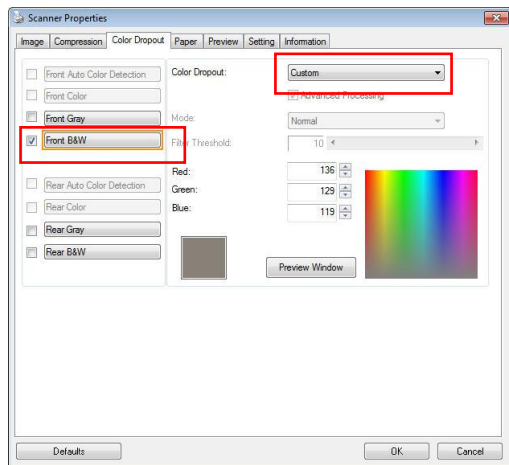 Scanner Properties
Image Compression Color Dropout Paper Preview Setting Information
Front Auto Color Detection
Front Color
Front Gray
Front B&W
Rear Auto Color Detection
Rear Color
Rear Gray
Rear B&W
Color Dropout: Custom
Advanced Processing
Mode: Normal
Filter Threshold: 10
Red: 136
Green: 129
Blue: 119
Preview Window
Defaults OK Cancel